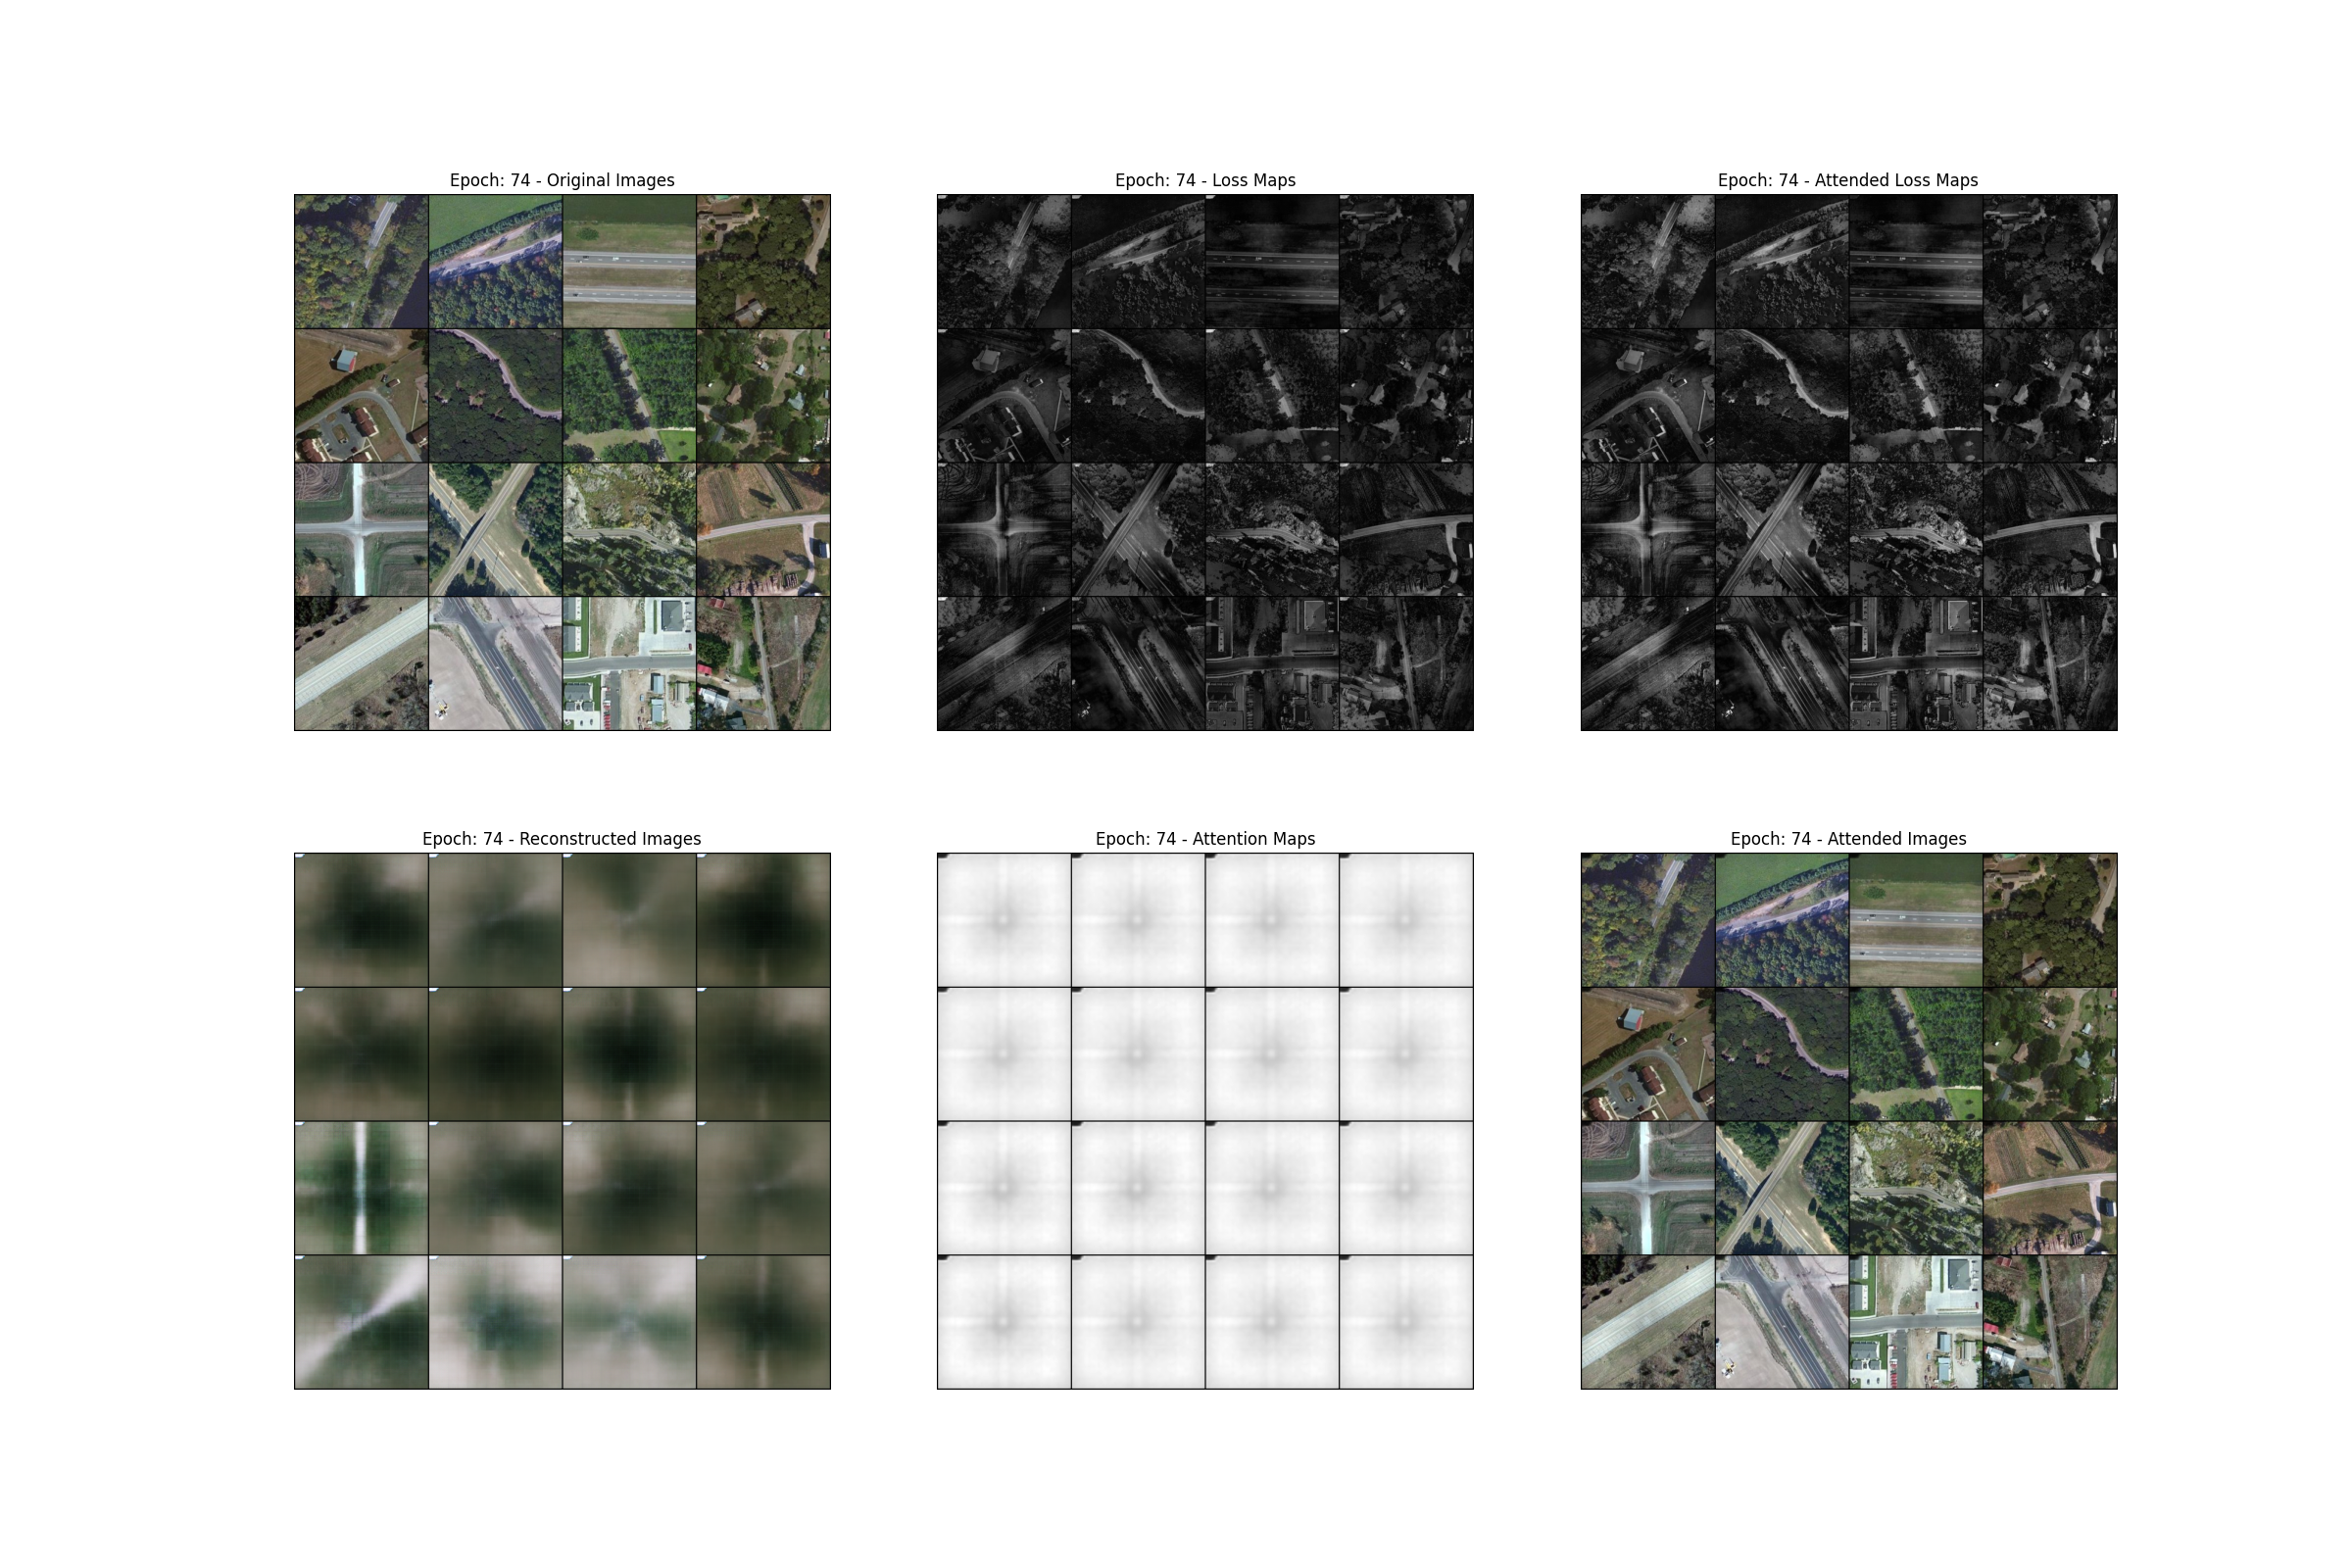 Epoch: 74 - Original Images
Epoch: 74 - Loss Maps
Epoch: 74 - Attended Loss Maps
Epoch: 74 - Reconstructed Images
Epoch: 74 - Attention Maps
Epoch: 74 - Attended Images